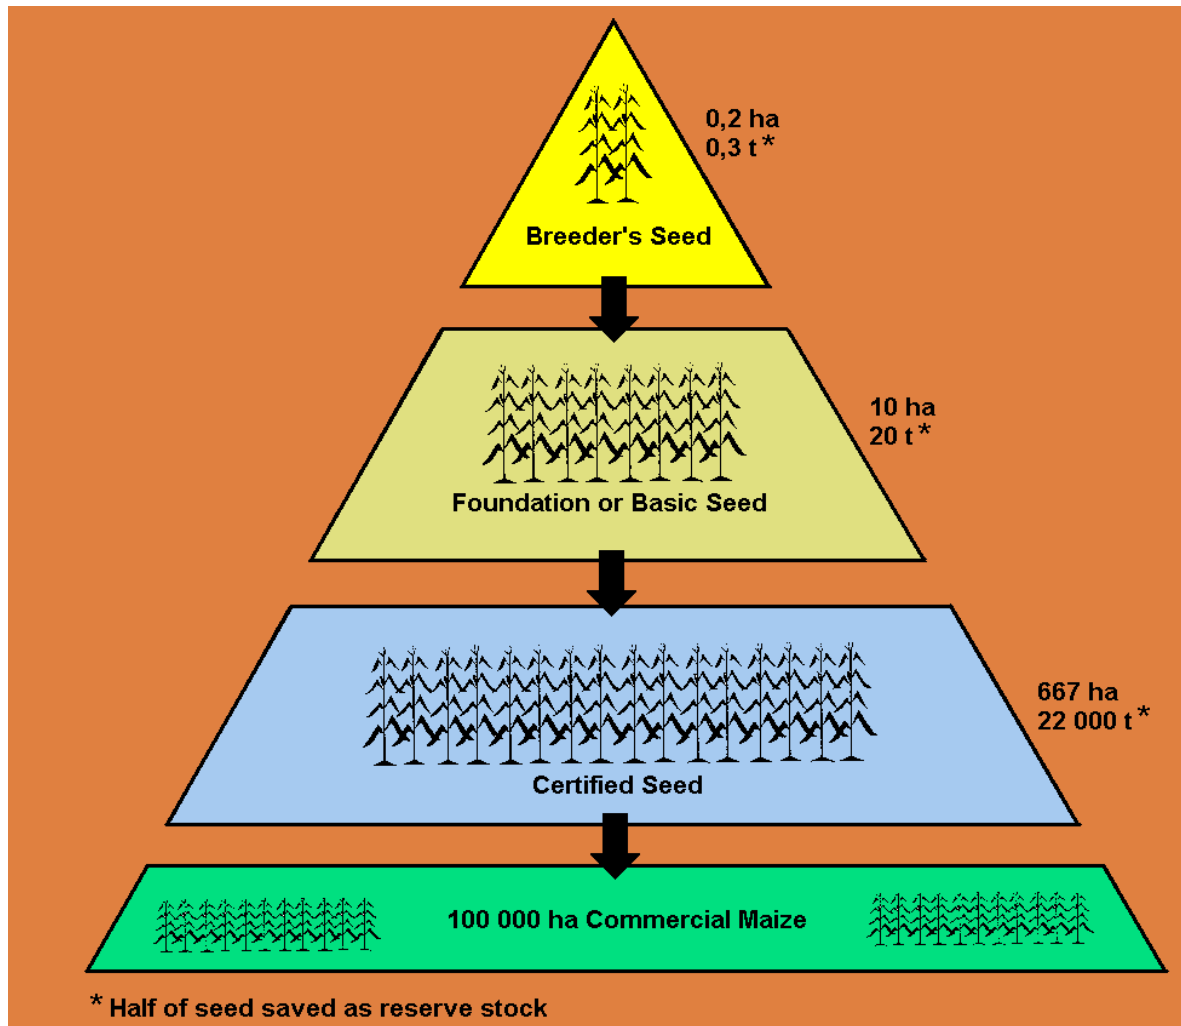 0,2 ha
0,3 t*
Breeder's Seed
10 ha
20 t*
Foundation or Basic Seed
667 ha
22 000 t*
Certified Seed
100 000 ha Commercial Maize
* Half of seed saved as reserve stock